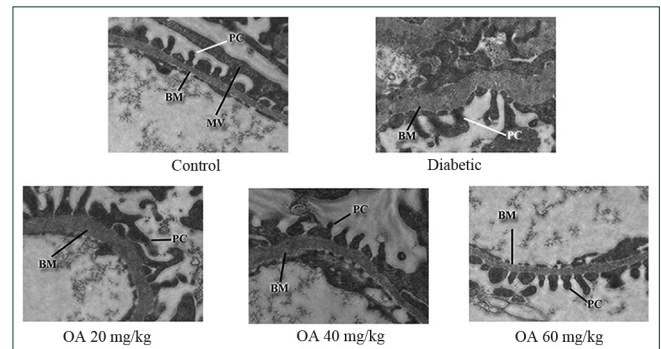 PC
BM
MV
Control
BM
PC
Diabetic
BM
PC
OA 20 mg/kg
PC
BM
OA 40 mg/kg
BM
PC
OA 60 mg/kg